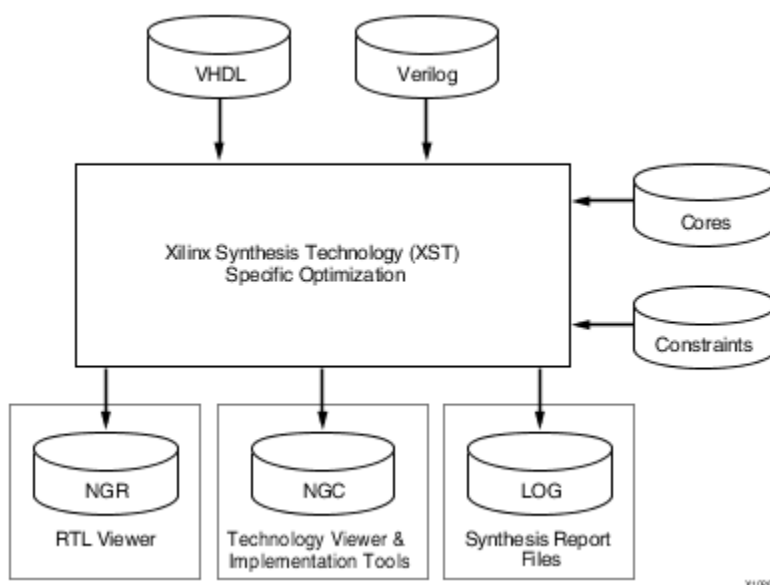 VHDL
Verilog
Cores
Xilinx Synthesis Technology (XST)
Specific Optimization
Constraints
NGR
NGC
LOG
RTL Viewer
Technology Viewer &
Implementation Tools
Synthesis Report
Files